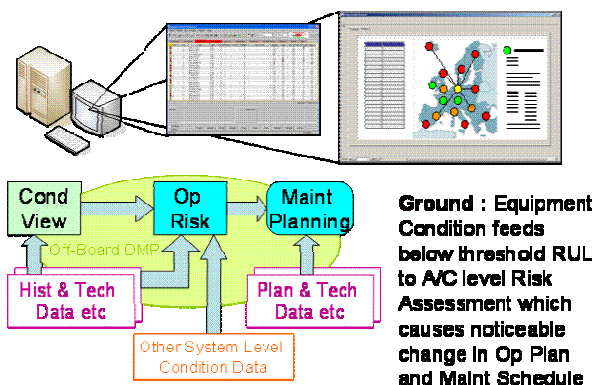 Cond
View
Op
Risk
Maint
Planning
Off-Board DMP
Hist & Tech
Data etc
Plan & Tech
Data etc
Other System Level
Condition Data
Ground : Equipment
Condition feeds
below threshold RUL
to A/C level Risk
Assessment which
causes noticeable
change in Op Plan
and Maint Schedule